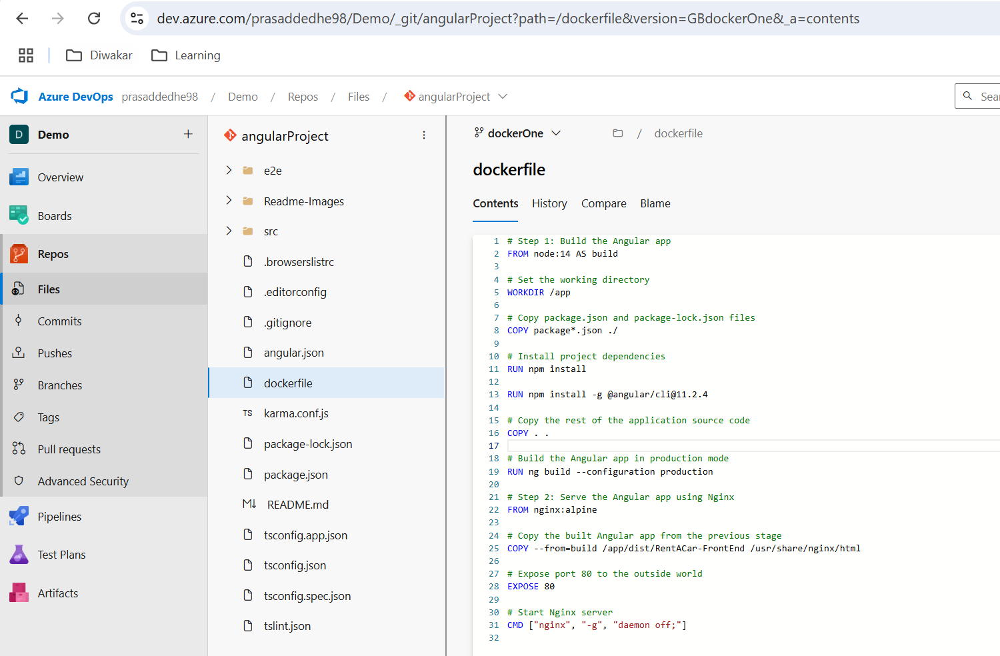 dev.azure.com/prasaddedhe98/Demo/_git/angularProject?path=/dockerfile&version=GBdockerOne&_a=contents
Diwakar
Learning
Azure DevOps prasaddedhe98 / Demo / Repos / Files / angularProject
Sear
D Demo +
Overview
Boards
Repos
Files
Commits
Pushes
Branches
Tags
Pull requests
Advanced Security
Pipelines
Test Plans
Artifacts
angularProject
e2e
Readme-Images
src
.browserslistrc
.editorconfig
.gitignore
angular.json
dockerfile
TS karma.conf.js
package-lock.json
package.json
M↓ README.md
tsconfig.app.json
tsconfig.json
tsconfig.spec.json
tslint.json
dockerOne / dockerfile
dockerfile
Contents History Compare Blame
1 # Step 1: Build the Angular app
2 FROM node:14 AS build
3
4 # Set the working directory
5 WORKDIR /app
6
7 # Copy package.json and package-lock.json files
8 COPY package*.json ./
9
10 # Install project dependencies
11 RUN npm install
12
13 RUN npm install -g @angular/cli@11.2.4
14
15 # Copy the rest of the application source code
16 COPY . .
17
18 # Build the Angular app in production mode
19 RUN ng build --configuration production
20
21 # Step 2: Serve the Angular app using Nginx
22 FROM nginx:alpine
23
24 # Copy the built Angular app from the previous stage
25 COPY --from=build /app/dist/RentACar-FrontEnd /usr/share/nginx/html
26
27 # Expose port 80 to the outside world
28 EXPOSE 80
29
30 # Start Nginx server
31 CMD ["nginx", "-g", "daemon off;"]
32